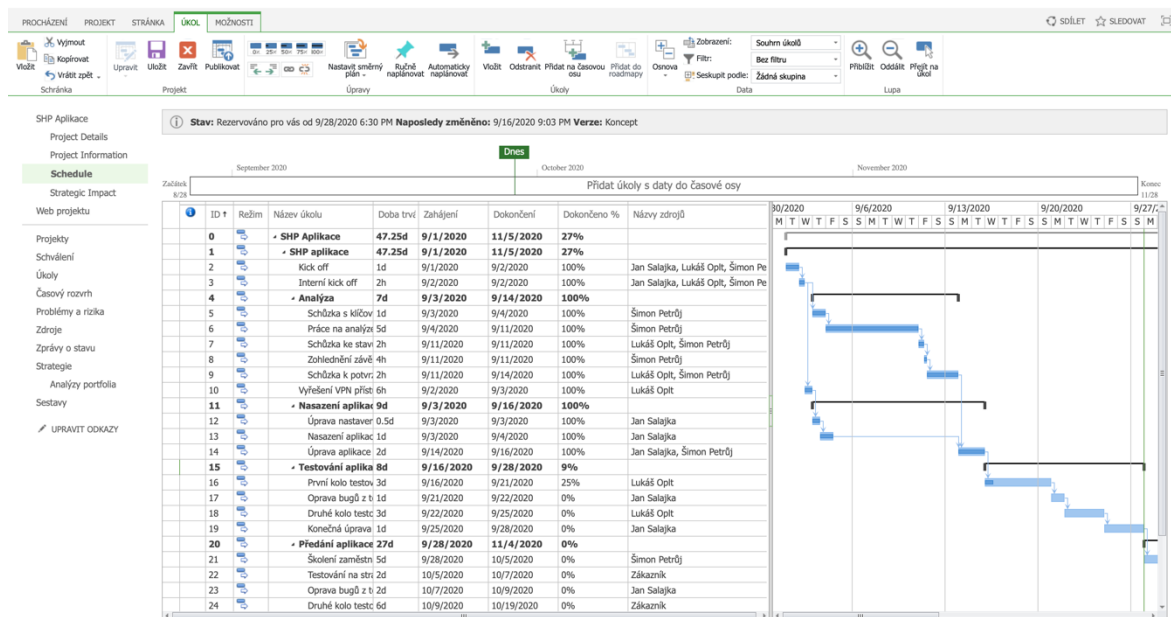 PROCHÁZENÍ PROJEKT STRÁNKA ÚKOL MOŽNOSTI SDÍLET SLEDOVAT
Vložit Vyjmout Kopírovat Vrátit zpět
Schránka
Upravit Uložit Zavřít Publikovat
Projekt
0% 25% 50% 75% 100%
Nastavit směrný plán Ručně naplánovat Automaticky naplánovat
Úpravy
Vložit Odstranit Přidat na časovou osu Přidat do roadmapy
Úkoly
Osnova
Zobrazení: Souhrn úkolů
Filtr: Bez filtru
Seskupit podle: Žádná skupina
Data
Přiblížit Oddálit Přejít na úkol
Lupa
SHP Aplikace
Project Details
Project Information
Schedule
Strategic Impact
Web projektu
Projekty
Schválení
Úkoly
Časový rozvrh
Problémy a rizika
Zdroje
Zprávy o stavu
Strategie
Analýzy portfolia
Sestavy
UPRAVIT ODKAZY
Stav: Rezervováno pro vás od 9/28/2020 6:30 PM Naposledy změněno: 9/16/2020 9:03 PM Verze: Koncept
Dnes
September 2020 October 2020 November 2020
Začátek 8/28
Přidat úkoly s daty do časové osy
Konec 11/28
ID Režim Název úkolu Doba trvá Zahájení Dokončení Dokončeno % Názvy zdrojů
0 SHP Aplikace 47.25d 9/1/2020 11/5/2020 27%
1 SHP aplikace 47.25d 9/1/2020 11/5/2020 27%
2 Kick off 1d 9/1/2020 9/2/2020 100% Jan Salajka, Lukáš Oplt, Šimon Pe
3 Interní kick off 2h 9/2/2020 9/2/2020 100% Jan Salajka, Lukáš Oplt, Šimon Pe
4 Analýza 7d 9/3/2020 9/14/2020 100%
5 Schůzka s klíčov 1d 9/3/2020 9/4/2020 100% Šimon Petrůj
6 Práce na analýze 5d 9/4/2020 9/11/2020 100% Šimon Petrůj
7 Schůzka ke stav 2h 9/11/2020 9/11/2020 100% Lukáš Oplt, Šimon Petrůj
8 Zohlednění závě 4h 9/11/2020 9/11/2020 100% Šimon Petrůj
9 Schůzka k potvr 2h 9/11/2020 9/14/2020 100% Lukáš Oplt, Šimon Petrůj
10 Vyřešení VPN příst 6h 9/2/2020 9/3/2020 100% Lukáš Oplt
11 Nasazení aplikac 9d 9/3/2020 9/16/2020 100%
12 Úprava nastaver 0.5d 9/3/2020 9/3/2020 100% Jan Salajka
13 Nasazení aplikac 1d 9/3/2020 9/4/2020 100% Jan Salajka
14 Úprava aplikace 2d 9/14/2020 9/16/2020 100% Jan Salajka, Šimon Petrůj
15 Testování aplika 8d 9/16/2020 9/28/2020 9%
16 První kolo testov 3d 9/16/2020 9/21/2020 25% Lukáš Oplt
17 Oprava bugů z t 1d 9/21/2020 9/22/2020 0% Jan Salajka
18 Druhé kolo testo 3d 9/22/2020 9/25/2020 0% Lukáš Oplt
19 Konečná úprava 1d 9/25/2020 9/28/2020 0% Jan Salajka
20 Předání aplikace 27d 9/28/2020 11/4/2020 0%
21 Školení zaměstn 5d 9/28/2020 10/5/2020 0% Šimon Petrůj
22 Testování na stra 2d 10/5/2020 10/7/2020 0% Zákazník
23 Oprava bugů z t 2d 10/7/2020 10/9/2020 0% Jan Salajka
24 Druhé kolo testo 6d 10/9/2020 10/19/2020 0% Zákazník
30/2020 9/6/2020 9/13/2020 9/20/2020 9/27/2
M T W T F S S M T W T F S S M T W T F S S M T W T F S S M